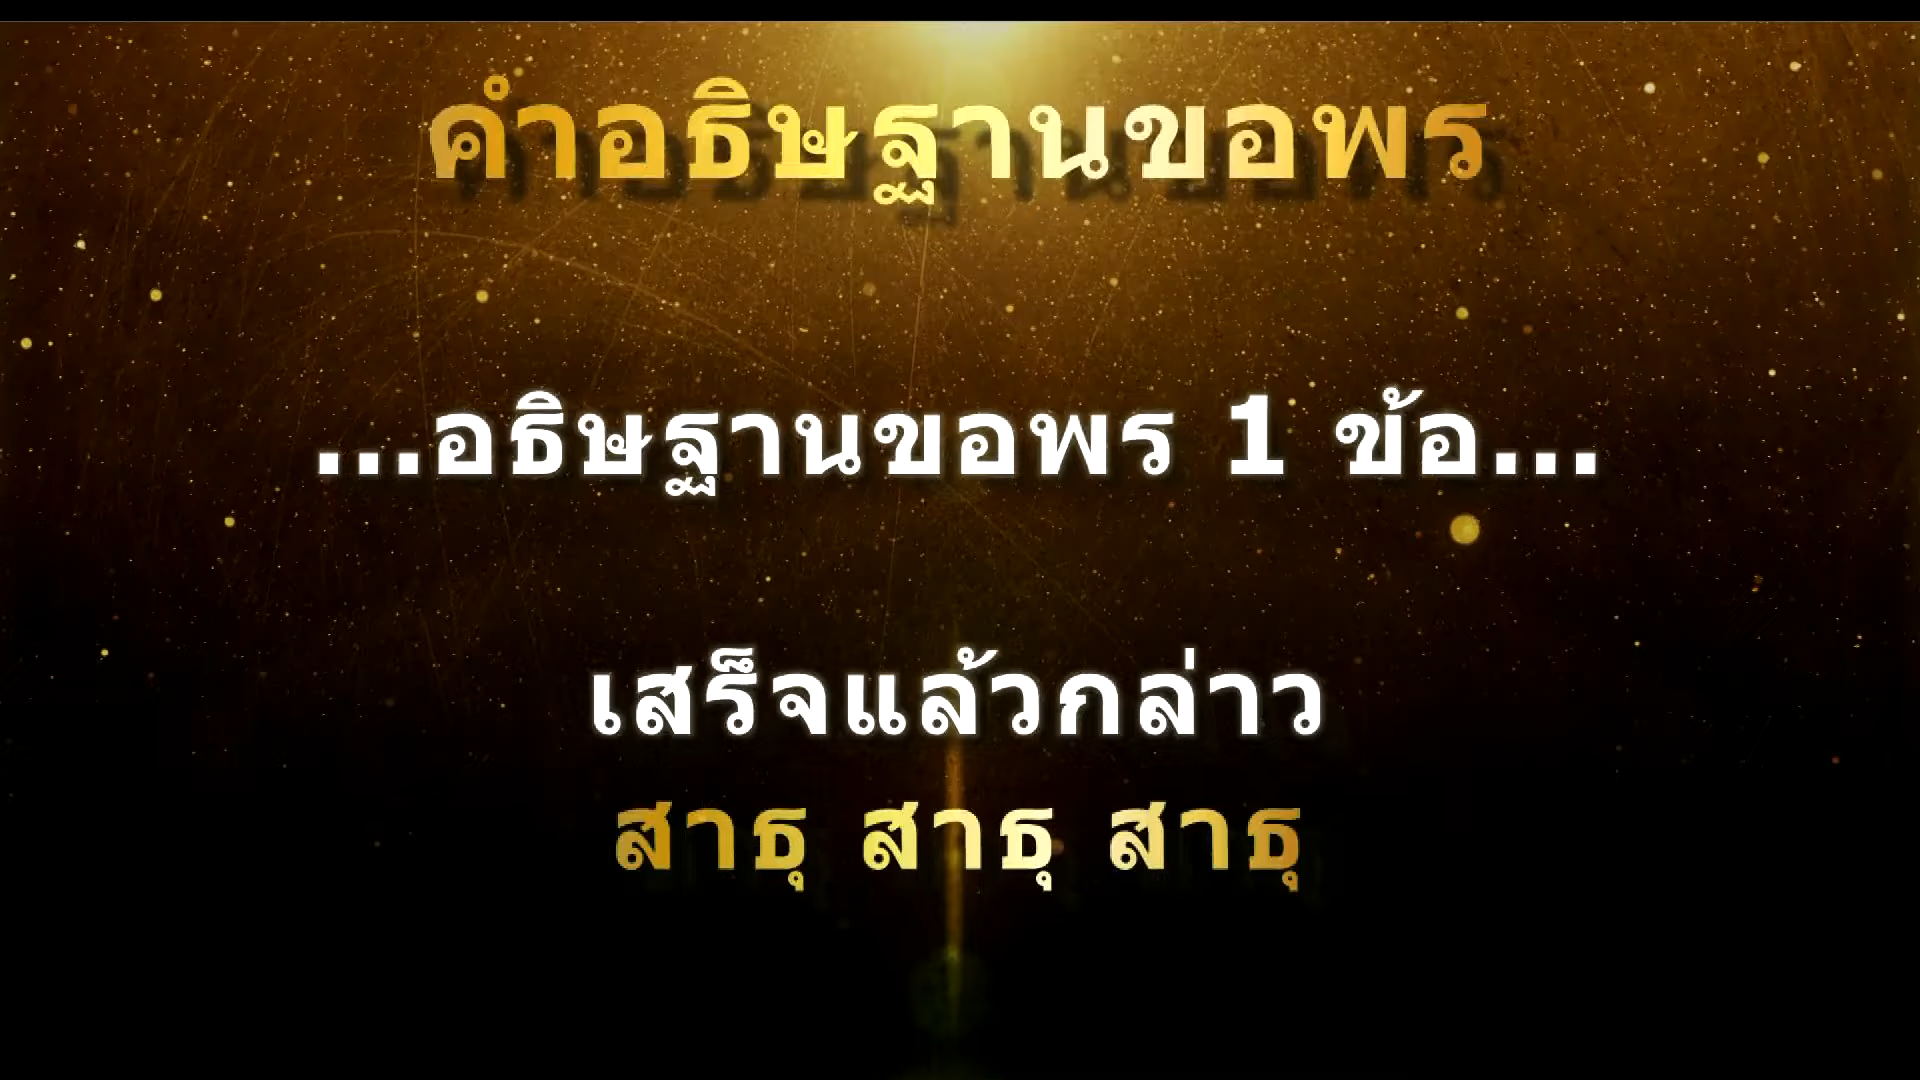 คำอธิษฐานขอพร
...อธิษฐานขอพร 1 ข้อ...
เสร็จแล้วกล่าว
สาธุ สาธุ สาธุ